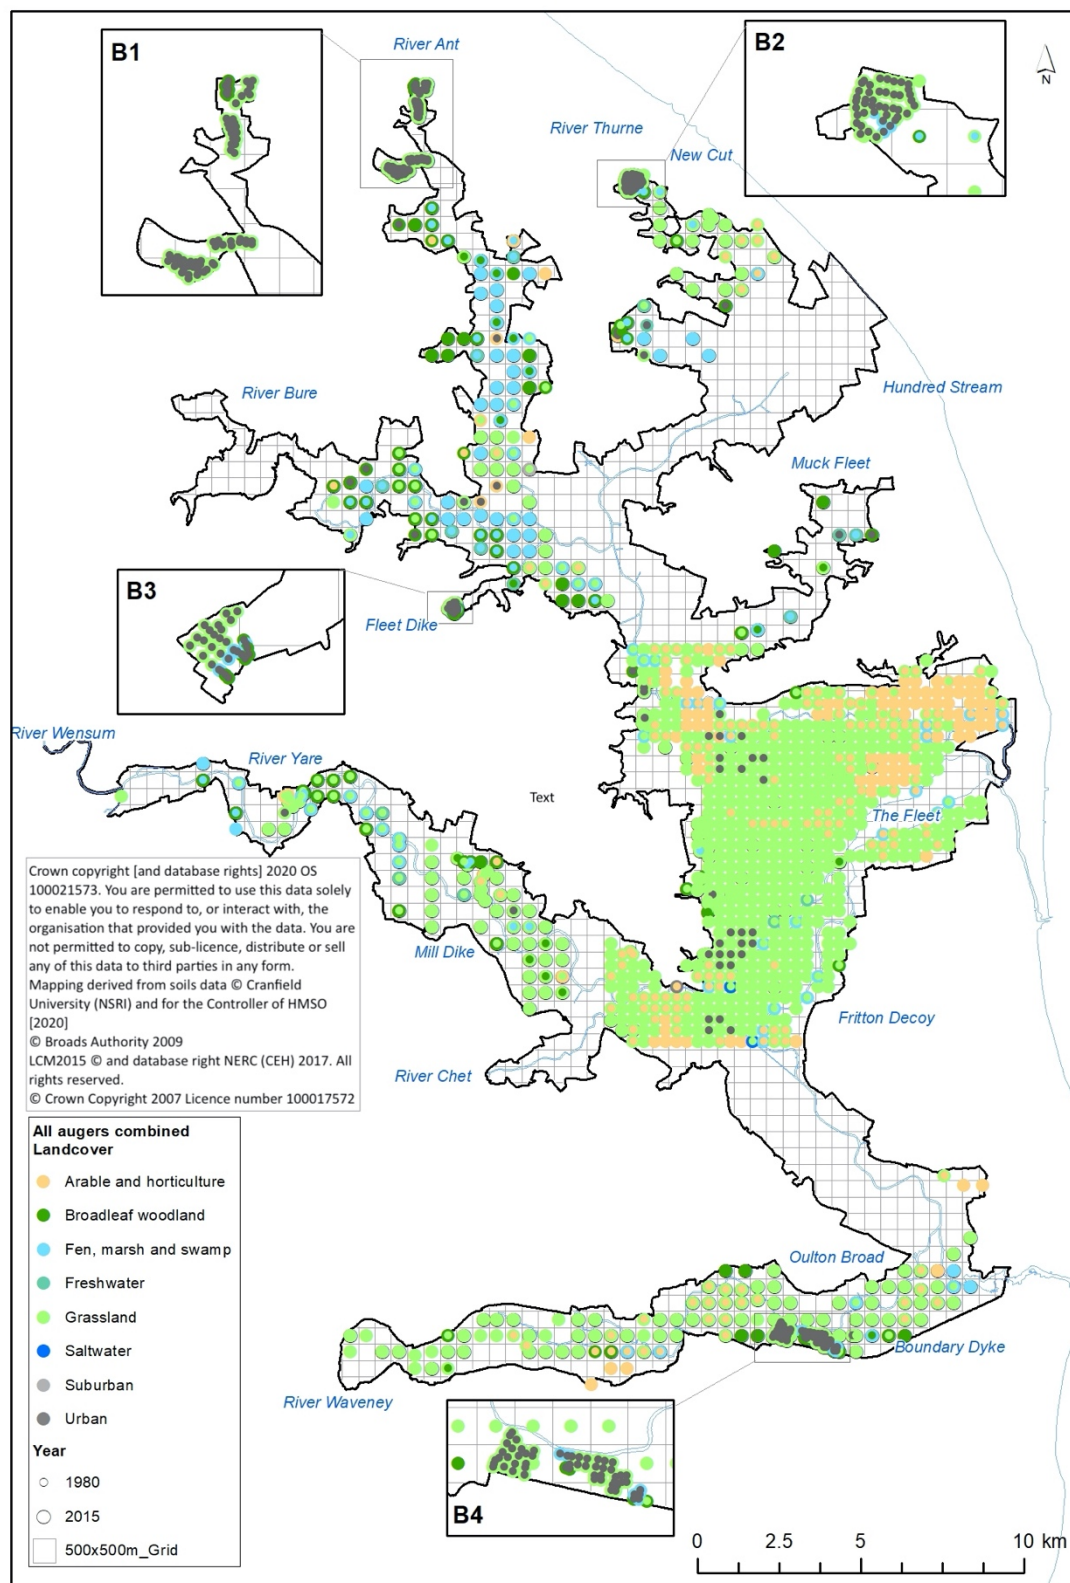 B1
River Ant
B2
N
River Thurne
New Cut
River Bure
Hundred Stream
Muck Fleet
B3
Fleet Dike
River Wensum
River Yare
Text
The Fleet
Crown copyright [and database rights] 2020 OS
100021573. You are permitted to use this data solely
to enable you to respond to, or interact with, the
organisation that provided you with the data. You are
not permitted to copy, sub-licence, distribute or sell
any of this data to third parties in any form.
Mapping derived from soils data © Cranfield
University (NSRI) and for the Controller of HMSO
[2020]
© Broads Authority 2009
LCM2015 © and database right NERC (CEH) 2017. All
rights reserved.
© Crown Copyright 2007 Licence number 100017572
Mill Dike
Fritton Decoy
River Chet
All augers combined
Landcover
Arable and horticulture
Broadleaf woodland
Fen, marsh and swamp
Freshwater
Grassland
Saltwater
Suburban
Urban
Year
1980
2015
500x500m_Grid
Oulton Broad
Boundary Dyke
River Waveney
B4
0 2.5 5 10 km